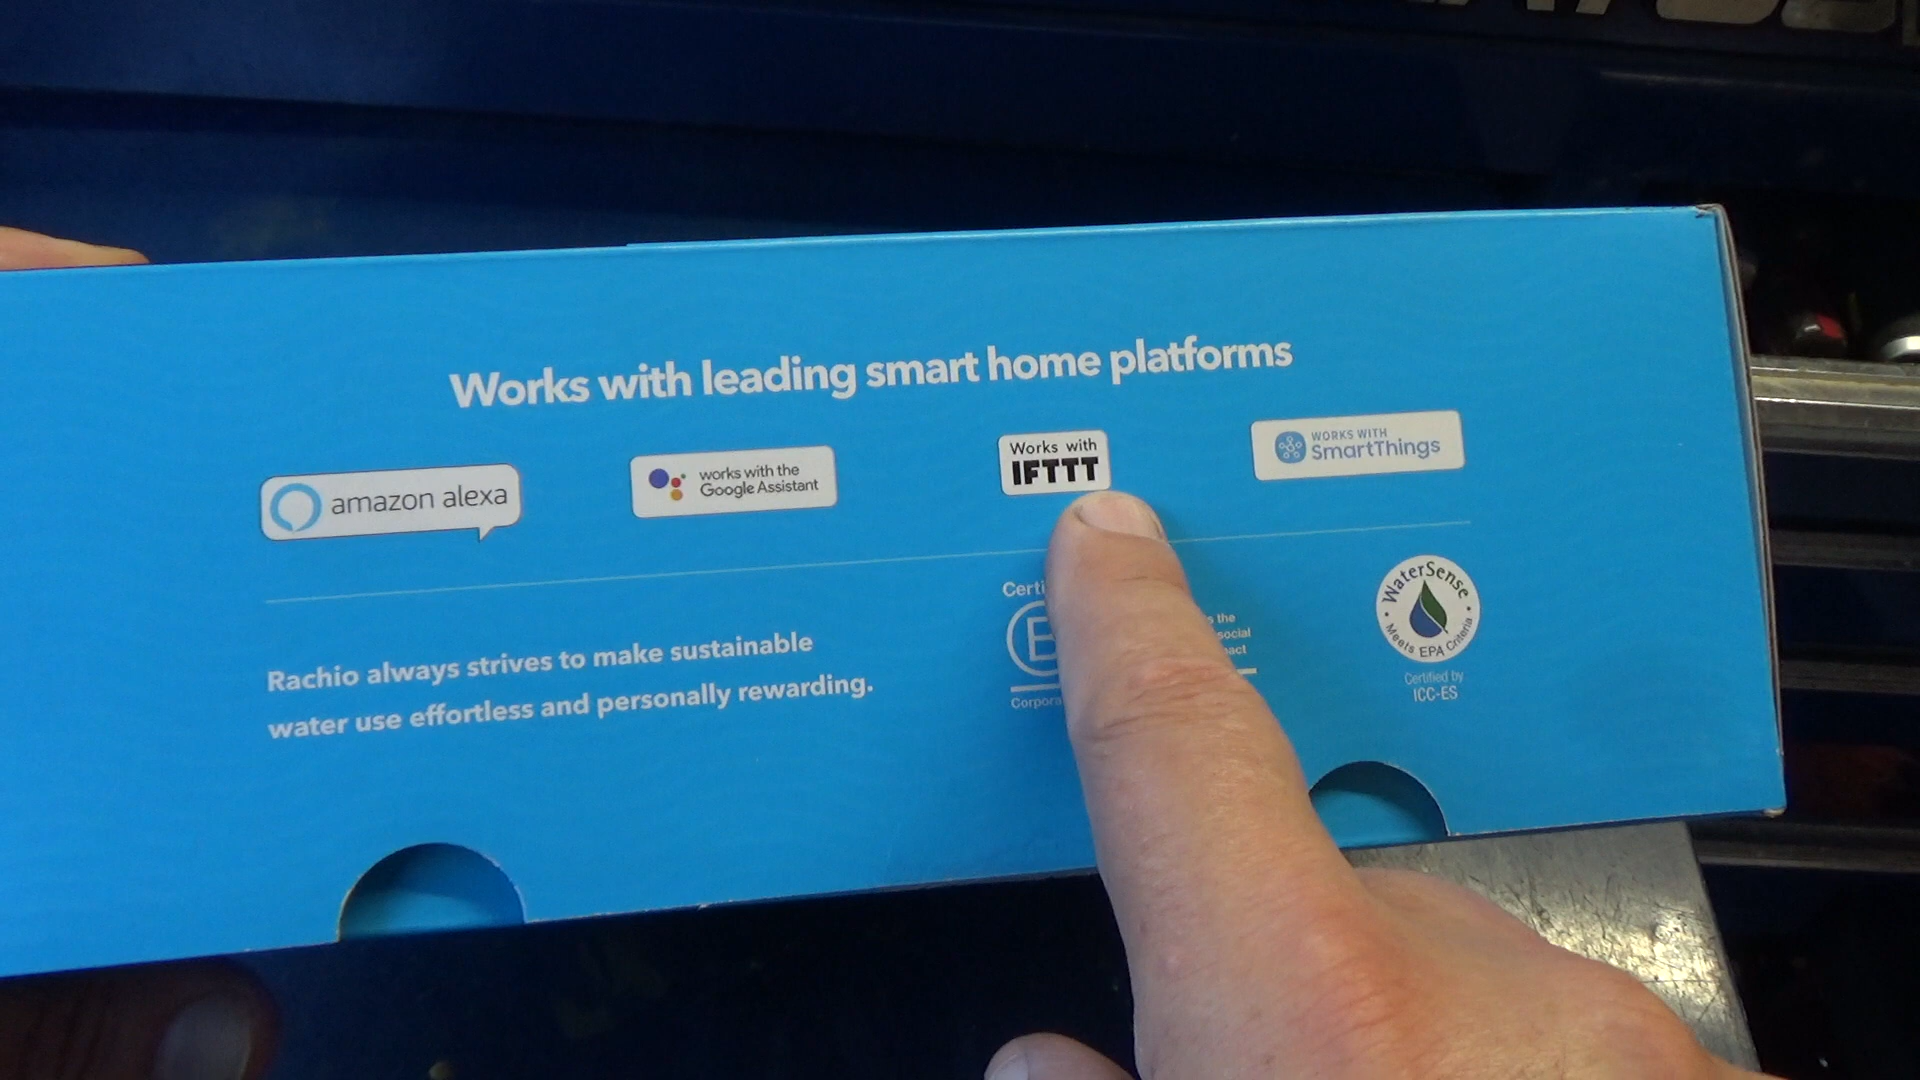 Works with leading smart home platforms
amazon alexa
works with the
Google Assistant
Works with
IFTTT
WORKS WITH
SmartThings
Rachio always strives to make sustainable
water use effortless and personally rewarding.
B
the
social
WaterSense
Meets EPA Criteria
Certified by
ICC-ES